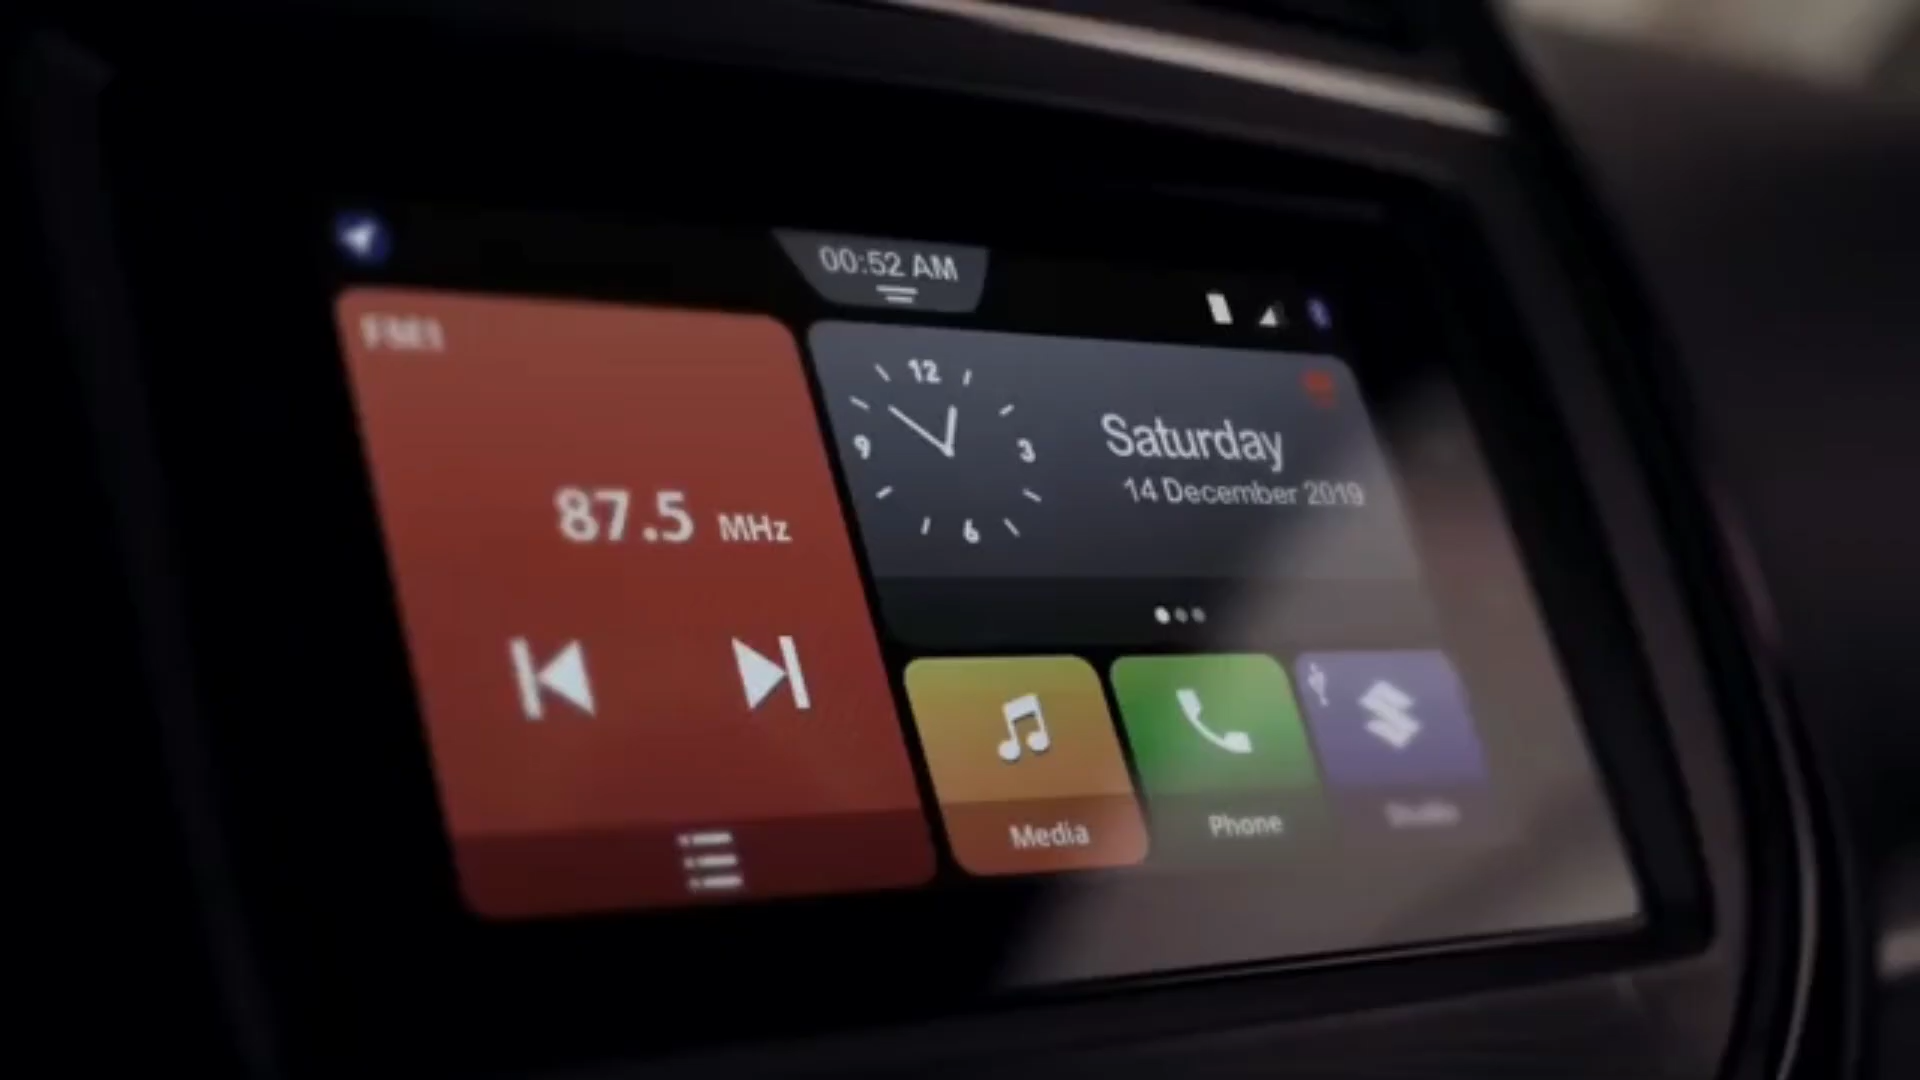 00:52 AM
FM1
87.5 MHz
12
9
3
6
Saturday
14 December 2019
Media
Phone